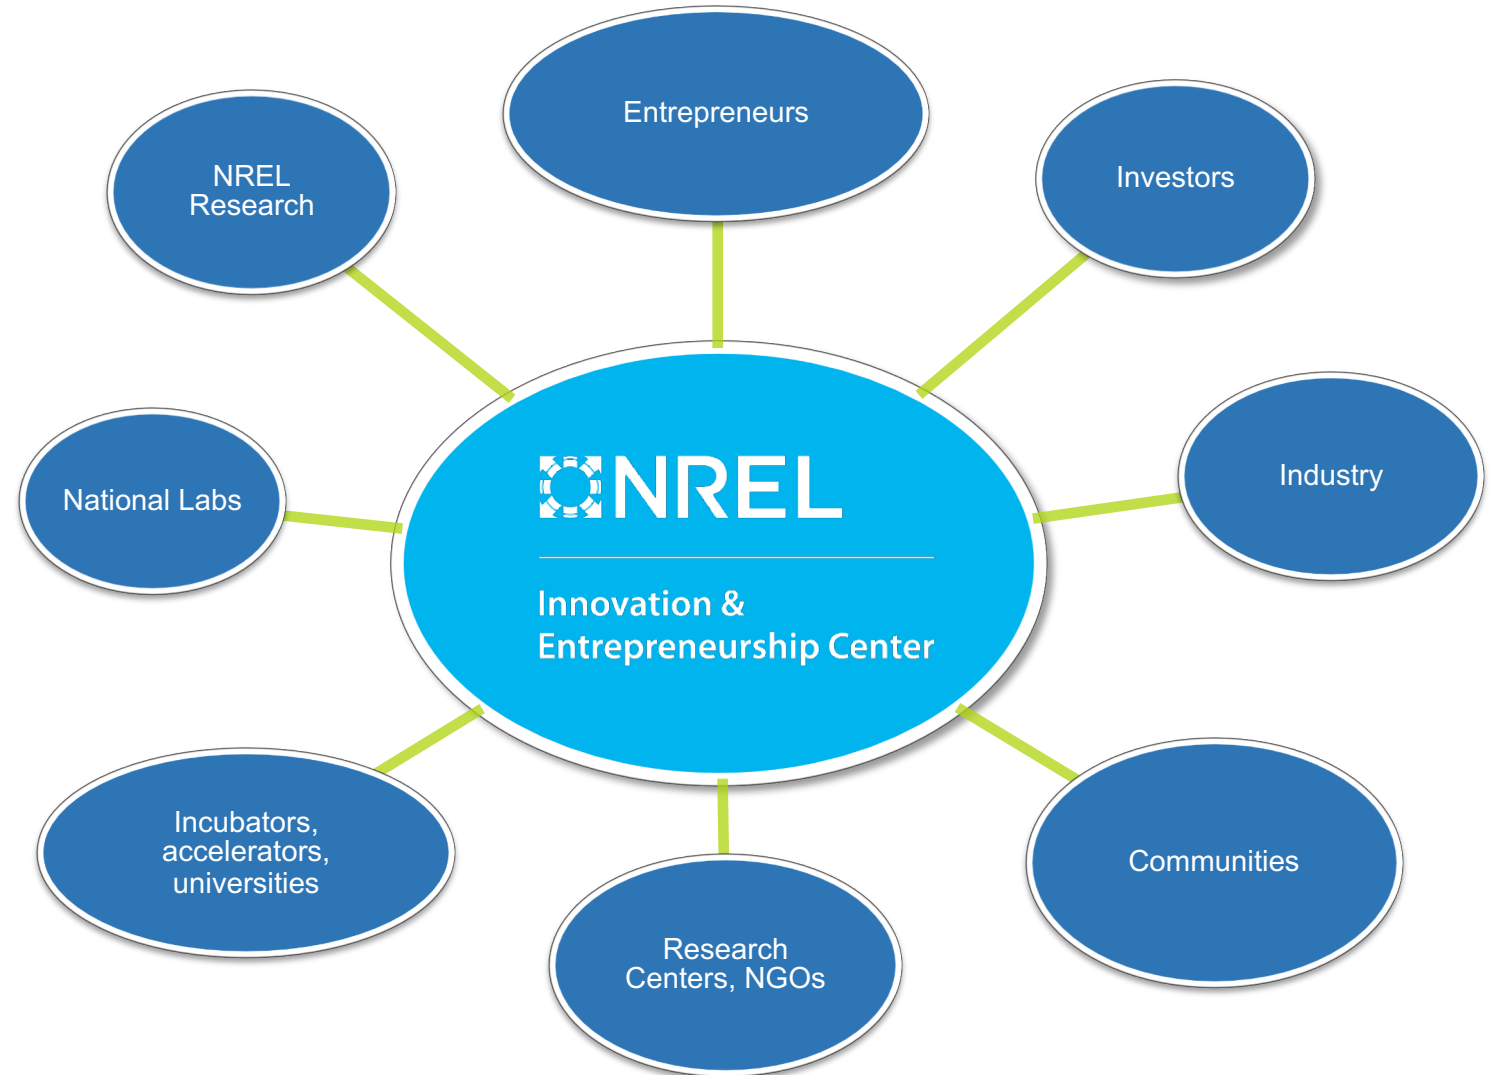 Entrepreneurs
NREL
Research
Investors
National Labs
NREL
Innovation &
Entrepreneurship Center
Industry
Incubators,
accelerators,
universities
Research
Centers, NGOs
Communities